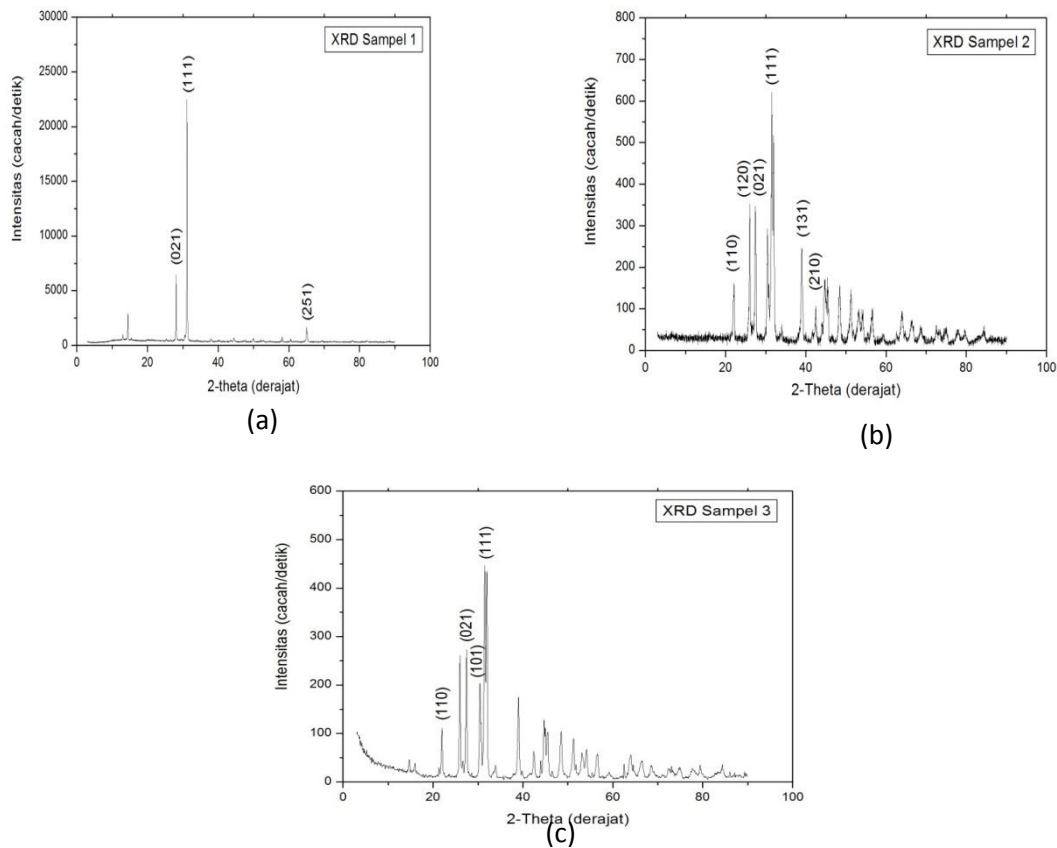 30000
25000
20000
15000
10000
5000
0
Intensitas (cacah/detik)
XRD Sampel 1
(021)
(111)
(251)
0 20 40 60 80 100
2-theta (derajat)
(a)
800
700
600
500
400
300
200
100
0
Intensitas (cacah/detik)
XRD Sampel 2
(110)
(120)
(021)
(111)
(131)
(210)
0 20 40 60 80 100
2-Theta (derajat)
(b)
600
500
400
300
200
100
0
Intensitas (cacah/detik)
XRD Sampel 3
(110)
(021)
(101)
(111)
0 20 40 60 80 100
2-Theta (derajat)
(c)